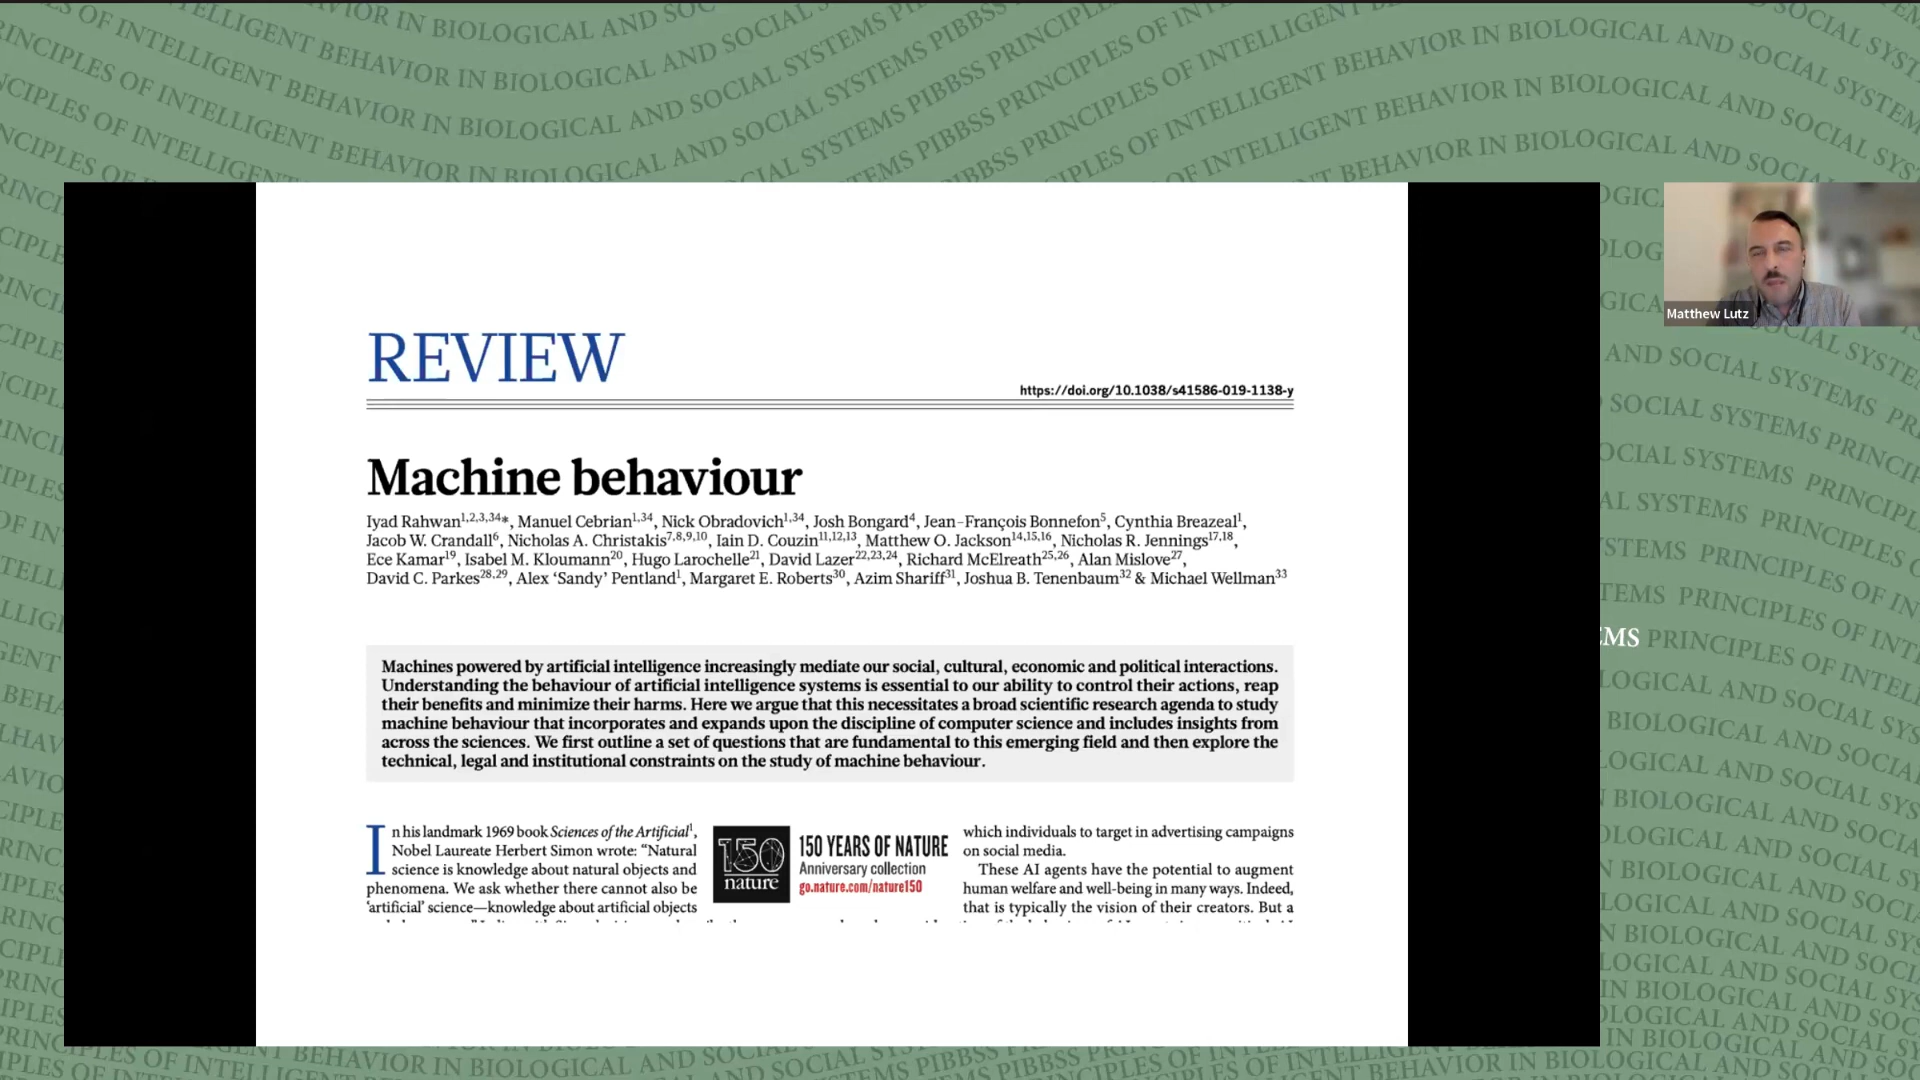 REVIEW
https://doi.org/10.1038/s41586-019-1138-y
Machine behaviour
Iyad Rahwan1,2,3,34*, Manuel Cebrian1,34, Nick Obradovich1,34, Josh Bongard4, Jean-François Bonnefon5, Cynthia Breazeal1,
Jacob W. Crandall6, Nicholas A. Christakis7,8,9,10, Iain D. Couzin11,12,13, Matthew O. Jackson14,15,16, Nicholas R. Jennings17,18,
Ece Kamar19, Isabel M. Kloumann20, Hugo Larochelle21, David Lazer22,23,24, Richard McElreath25,26, Alan Mislove27,
David C. Parkes28,29, Alex ‘Sandy’ Pentland1, Margaret E. Roberts30, Azim Shariff31, Joshua B. Tenenbaum32 & Michael Wellman33
Machines powered by artificial intelligence increasingly mediate our social, cultural, economic and political interactions.
Understanding the behaviour of artificial intelligence systems is essential to our ability to control their actions, reap
their benefits and minimize their harms. Here we argue that this necessitates a broad scientific research agenda to study
machine behaviour that incorporates and expands upon the discipline of computer science and includes insights from
across the sciences. We first outline a set of questions that are fundamental to this emerging field and then explore the
technical, legal and institutional constraints on the study of machine behaviour.
In his landmark 1969 book Sciences of the Artificial1,
Nobel Laureate Herbert Simon wrote: “Natural
science is knowledge about natural objects and
phenomena. We ask whether there cannot also be
‘artificial’ science—knowledge about artificial objects
150
nature
150 YEARS OF NATURE
Anniversary collection
go.nature.com/nature150
which individuals to target in advertising campaigns
on social media.
These AI agents have the potential to augment
human welfare and well-being in many ways. Indeed,
that is typically the vision of their creators. But a
Matthew Lutz
EMS
PIBBSS PRINCIPLES OF INTELLIGENT BEHAVIOR IN BIOLOGICAL AND SOCIAL SYSTEMS